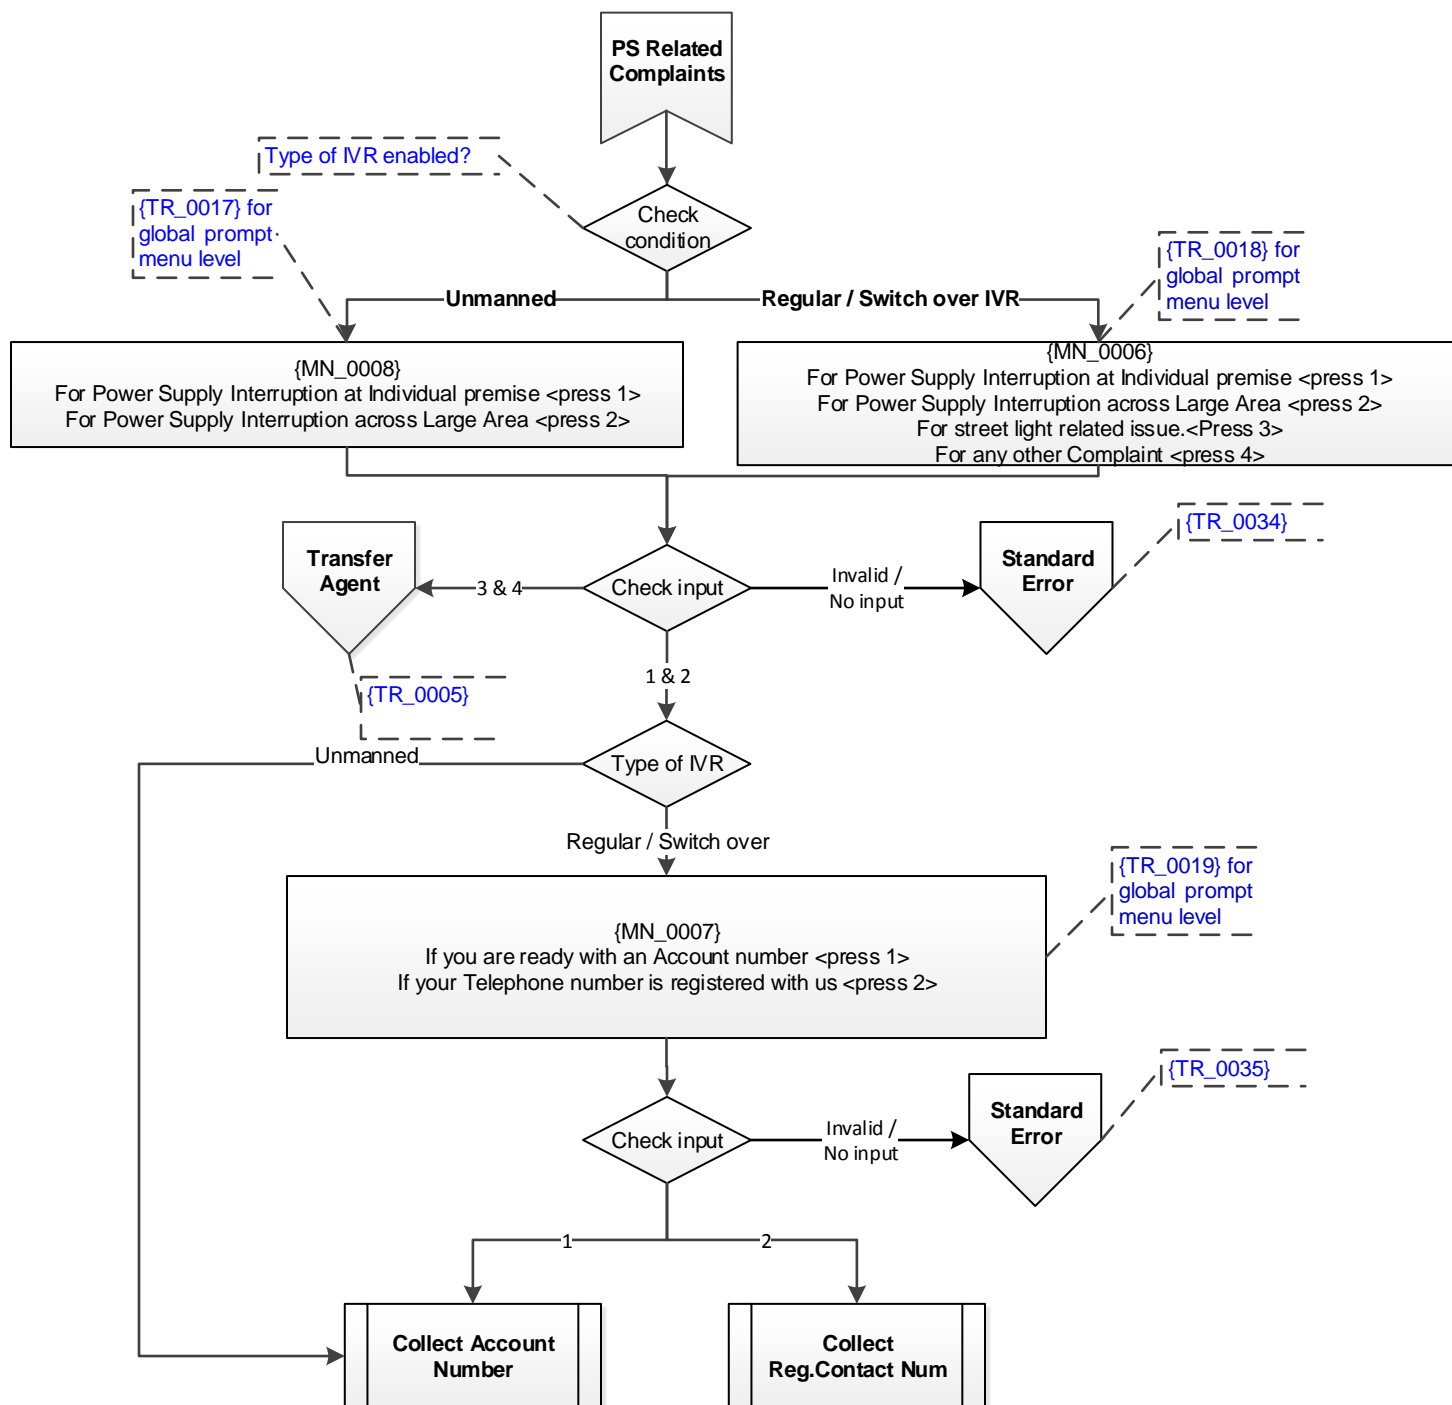 PS Related
Complaints
Type of IVR enabled?
{TR_0017} for
global prompt
menu level
Check
condition
{TR_0018} for
global prompt
menu level
Unmanned
Regular / Switch over IVR
{MN_0008}
For Power Supply Interruption at Individual premise <press 1>
For Power Supply Interruption across Large Area <press 2>
{MN_0006}
For Power Supply Interruption at Individual premise <press 1>
For Power Supply Interruption across Large Area <press 2>
For street light related issue.<Press 3>
For any other Complaint <press 4>
Transfer
Agent
3 & 4
Check input
Invalid /
No input
Standard
Error
{TR_0034}
1 & 2
{TR_0005}
Unmanned
Type of IVR
Regular / Switch over
{TR_0019} for
global prompt
menu level
{MN_0007}
If you are ready with an Account number <press 1>
If your Telephone number is registered with us <press 2>
Check input
Invalid /
No input
Standard
Error
{TR_0035}
1
2
Collect Account
Number
Collect
Reg.Contact Num